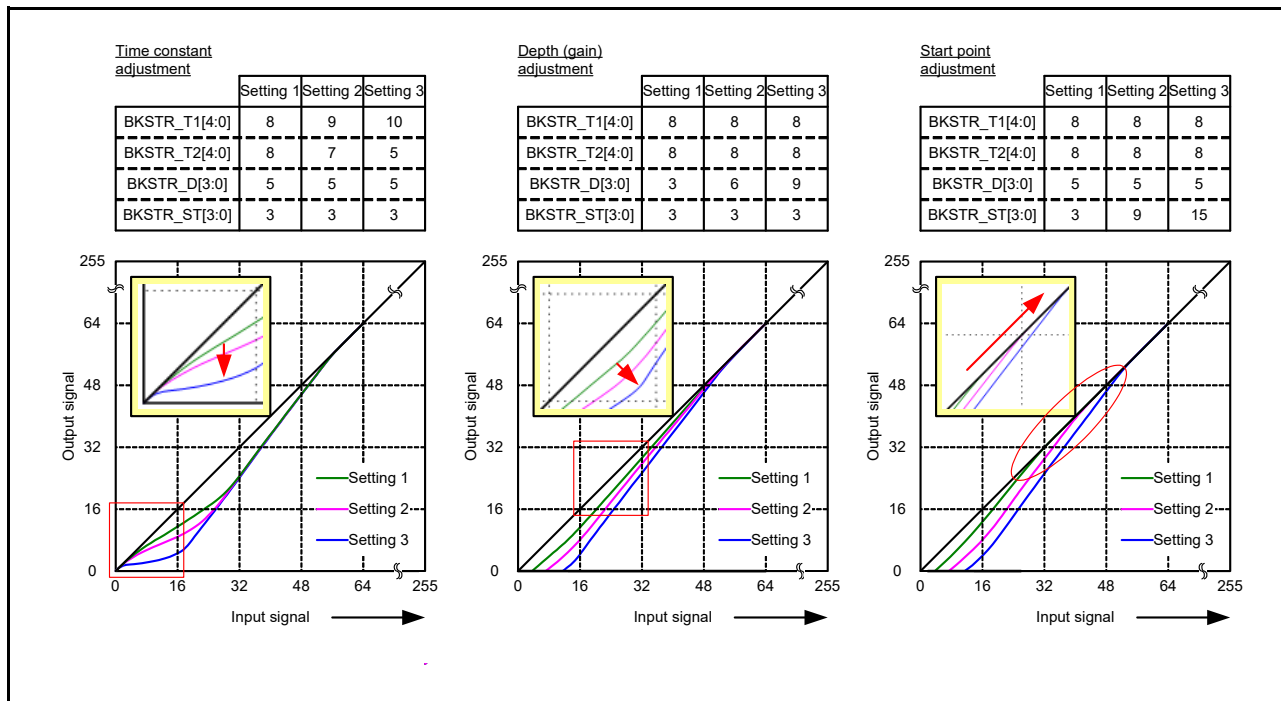 Time constant
adjustment
Setting 1 Setting 2 Setting 3
BKSTR_T1[4:0] 8 9 10
BKSTR_T2[4:0] 8 7 5
BKSTR_D[3:0] 5 5 5
BKSTR_ST[3:0] 3 3 3
255
64
48
32
16
0
Output signal
Setting 1
Setting 2
Setting 3
0 16 32 48 64 255
Input signal
Depth (gain)
adjustment
Setting 1 Setting 2 Setting 3
BKSTR_T1[4:0] 8 8 8
BKSTR_T2[4:0] 8 8 8
BKSTR_D[3:0] 3 6 9
BKSTR_ST[3:0] 3 3 3
255
64
48
32
16
0
Output signal
Setting 1
Setting 2
Setting 3
0 16 32 48 64 255
Input signal
Start point
adjustment
Setting 1 Setting 2 Setting 3
BKSTR_T1[4:0] 8 8 8
BKSTR_T2[4:0] 8 8 8
BKSTR_D[3:0] 5 5 5
BKSTR_ST[3:0] 3 9 15
255
64
48
32
16
0
Output signal
Setting 1
Setting 2
Setting 3
0 16 32 48 64 255
Input signal